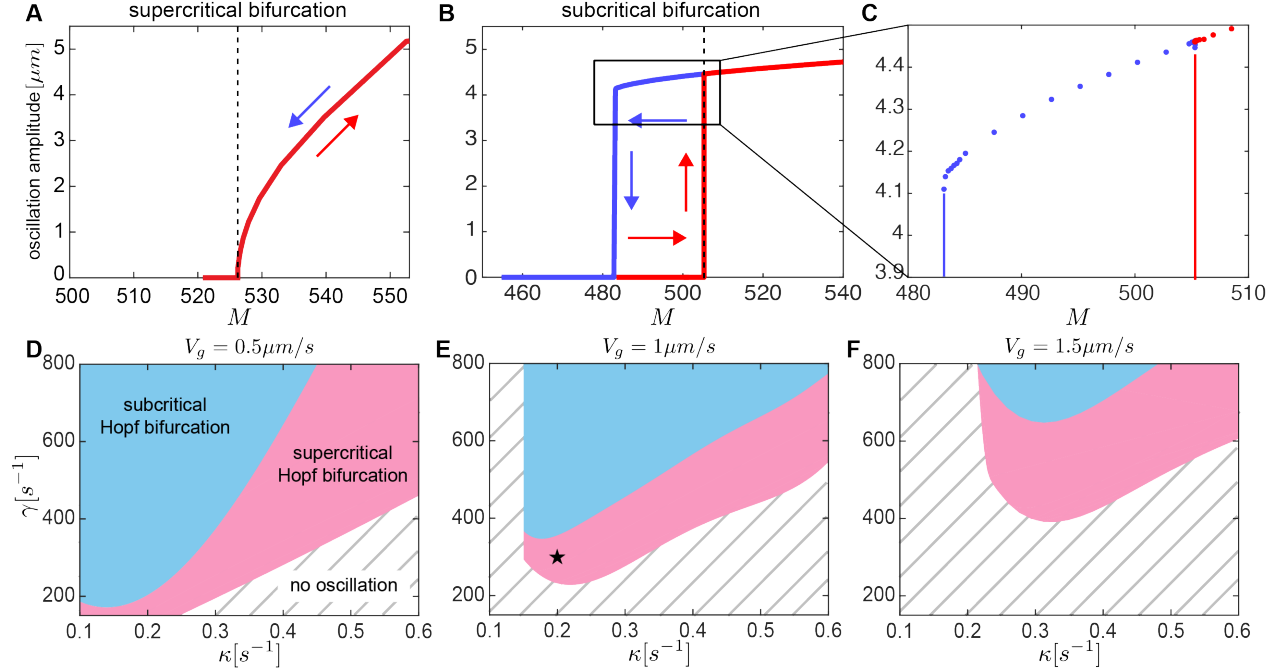 A supercritical bifurcation
oscillation amplitude [μm]
5
4
3
2
1
0
500 510 520 530 540 550
M
B subcritical bifurcation
5
4
3
2
1
0
460 480 500 520 540
M
C
4.4
4.3
4.2
4.1
4
3.9
480 490 500 510
D V_g = 0.5μm/s
γ[s⁻¹]
800
600
400
200
subcritical
Hopf bifurcation
supercritical
Hopf bifurcation
no oscillation
0.1 0.2 0.3 0.4 0.5 0.6
κ[s⁻¹]
E V_g = 1μm/s
800
600
400
200
0.1 0.2 0.3 0.4 0.5 0.6
κ[s⁻¹]
F V_g = 1.5μm/s
800
600
400
200
0.1 0.2 0.3 0.4 0.5 0.6
κ[s⁻¹]